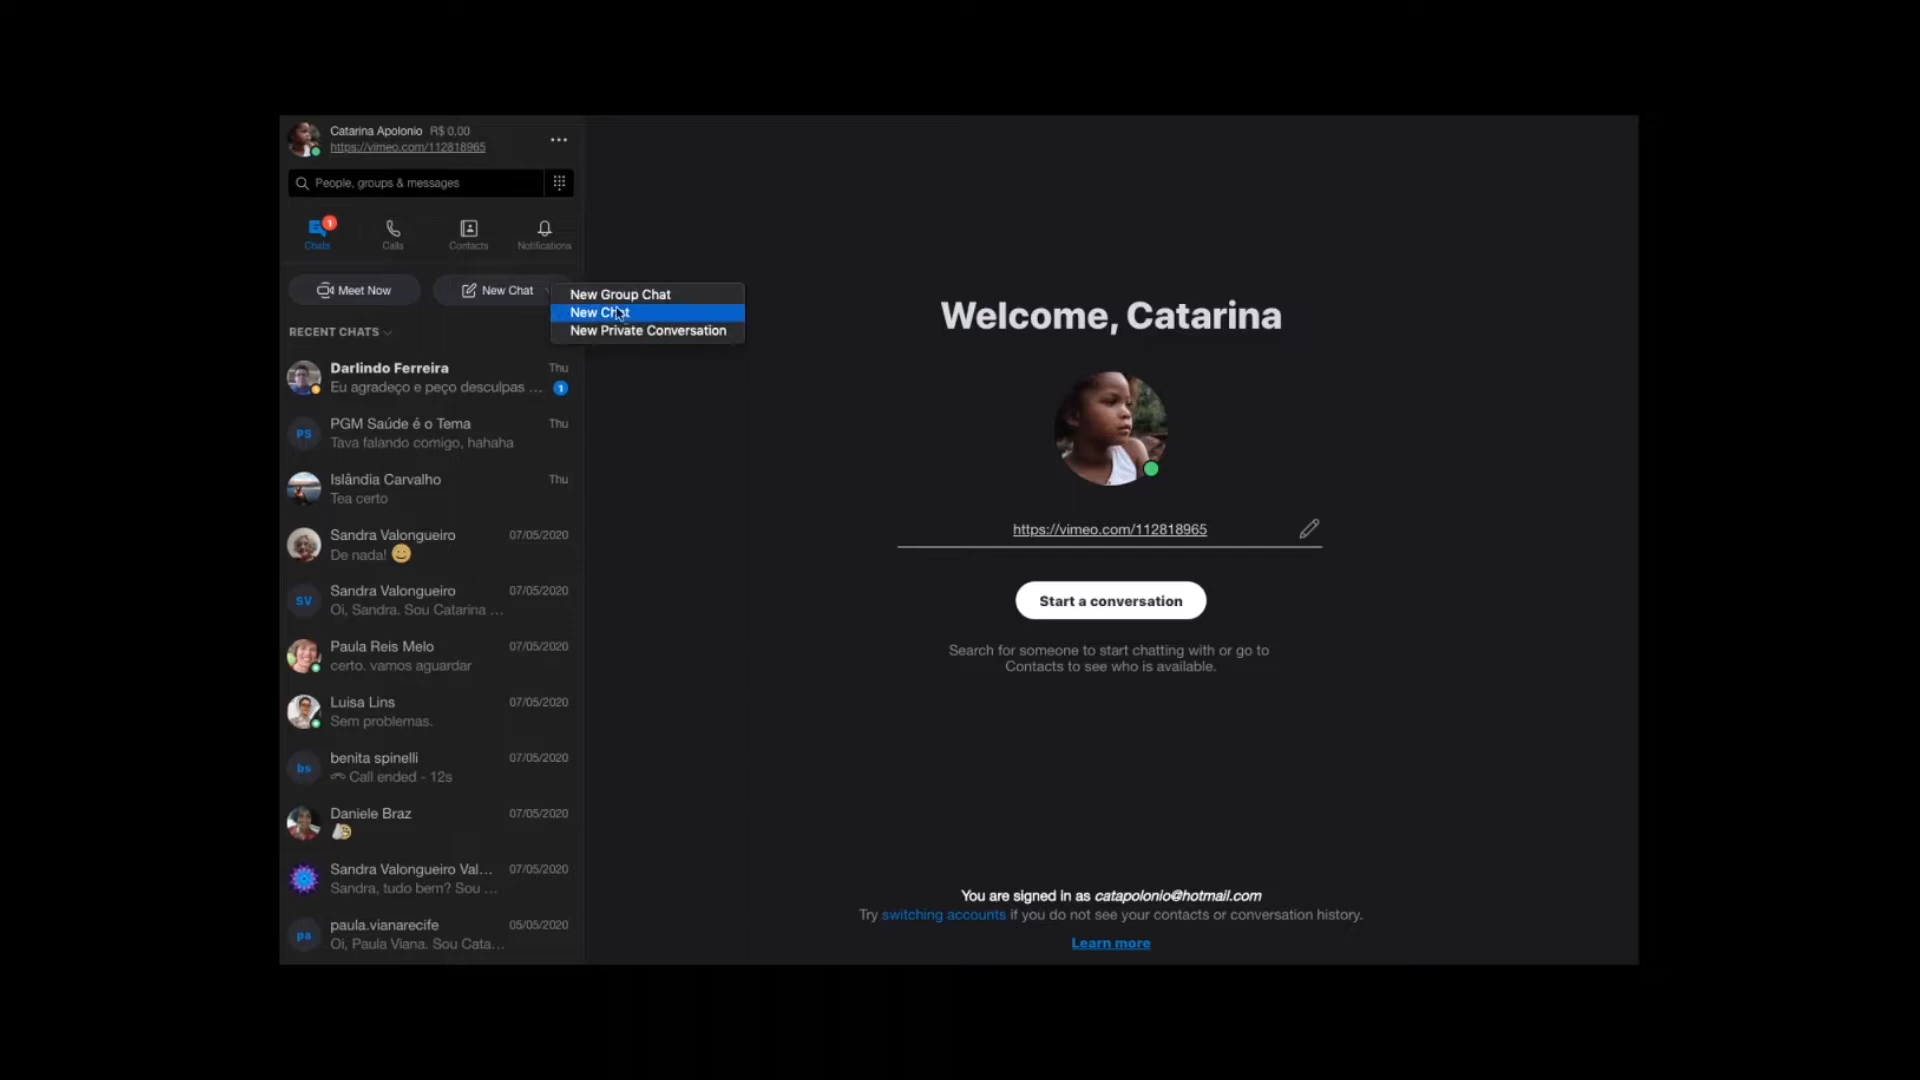 Catarina Apolonio R$ 0,00
https://vimeo.com/112818965
People, groups & messages
1
Chats
Calls
Contacts
Notifications
Meet Now
New Chat
New Group Chat
New Chat
New Private Conversation
RECENT CHATS
Darlindo Ferreira Thu
Eu agradeço e peço desculpas ... 1
PS
PGM Saúde é o Tema Thu
Tava falando comigo, hahaha
Islândia Carvalho Thu
Tea certo
Sandra Valongueiro 07/05/2020
De nada!
SV
Sandra Valongueiro 07/05/2020
Oi, Sandra. Sou Catarina ...
Paula Reis Melo 07/05/2020
certo. vamos aguardar
Luisa Lins 07/05/2020
Sem problemas.
bs
benita spinelli 07/05/2020
Call ended - 12s
Daniele Braz 07/05/2020
Sandra Valongueiro Val... 07/05/2020
Sandra, tudo bem? Sou ...
pa
paula.vianarecife 05/05/2020
Oi, Paula Viana. Sou Cata...
Welcome, Catarina
https://vimeo.com/112818965
Start a conversation
Search for someone to start chatting with or go to
Contacts to see who is available.
You are signed in as catapolonio@hotmail.com
Try switching accounts if you do not see your contacts or conversation history.
Learn more